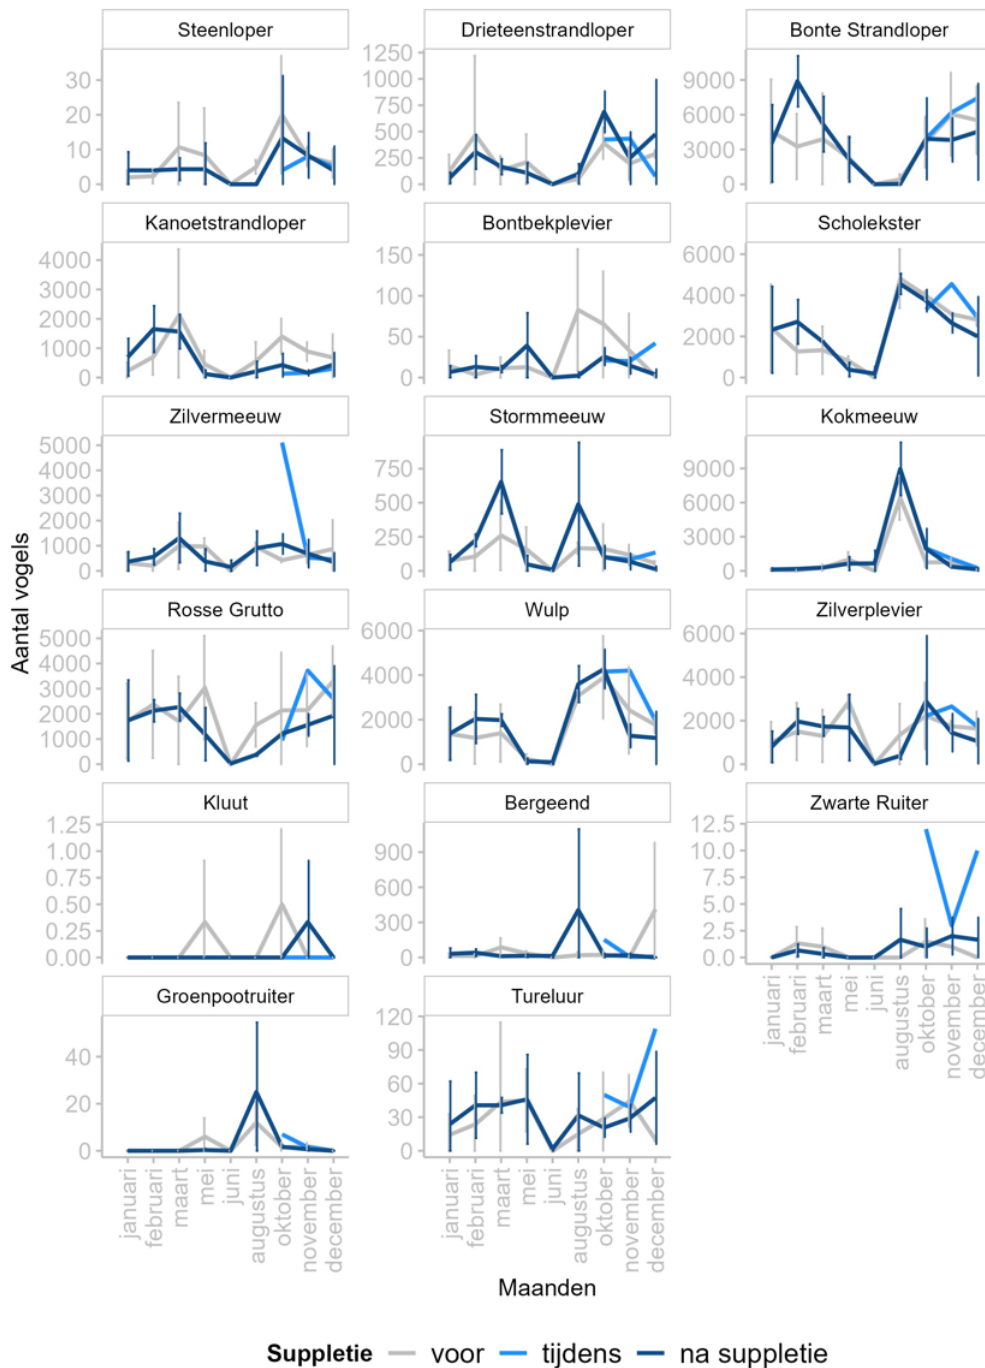 Steenloper
Drieteenstrandloper
Bonte Strandloper
30
20
10
0
1250
1000
750
500
250
0
9000
6000
3000
0
Kanoetstrandloper
Bontbekplevier
Scholekster
4000
3000
2000
1000
0
150
100
50
0
6000
4000
2000
0
Zilvermeeuw
Stormmeeuw
Kokmeeuw
5000
4000
3000
2000
1000
0
750
500
250
0
9000
6000
3000
0
Aantal vogels
Rosse Grutto
Wulp
Zilverplevier
5000
4000
3000
2000
1000
0
6000
4000
2000
0
6000
4000
2000
0
Kluut
Bergeend
Zwarte Ruiter
1.25
1.00
0.75
0.50
0.25
0.00
900
600
300
0
12.5
10.0
7.5
5.0
2.5
0.0
januari
februari
maart
mei
juni
augustus
oktober
november
december
Groenpootruiter
Tureluur
40
20
0
120
90
60
30
0
januari
februari
maart
mei
juni
augustus
oktober
november
december
januari
februari
maart
mei
juni
augustus
oktober
november
december
Maanden
Suppletie voor tijdens na suppletie